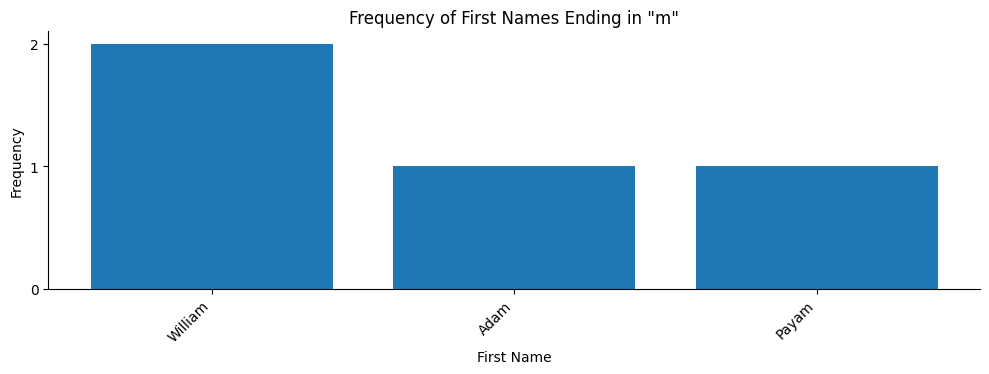 Frequency of First Names Ending in "m"
Frequency
2
1
0
William
Adam
Payam
First Name